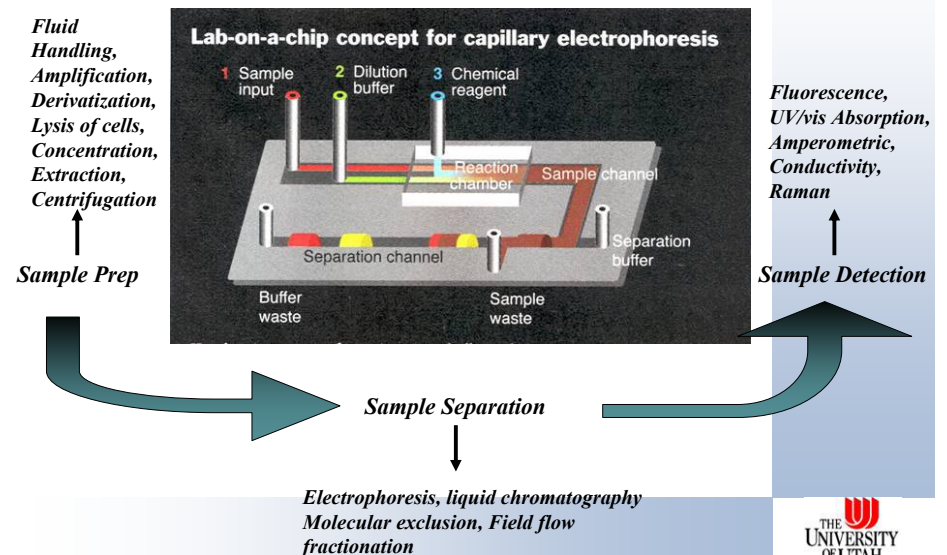 Fluid
Handling,
Amplification,
Derivatization,
Lysis of cells,
Concentration,
Extraction,
Centrifugation
Sample Prep
Lab-on-a-chip concept for capillary electrophoresis
1 Sample
input
2 Dilution
buffer
3 Chemical
reagent
Reaction
chamber
Sample channel
Separation channel
Separation
buffer
Buffer
waste
Sample
waste
Fluorescence,
UV/vis Absorption,
Amperometric,
Conductivity,
Raman
Sample Detection
Sample Separation
Electrophoresis, liquid chromatography
Molecular exclusion, Field flow
fractionation
THE
UNIVERSITY
OF UTAH